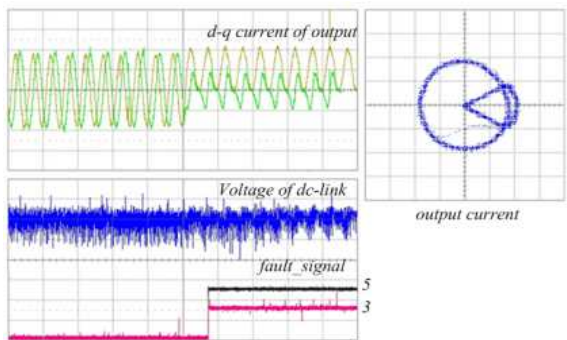 d-q current of output
Voltage of dc-link
output current
fault_signal
5
3